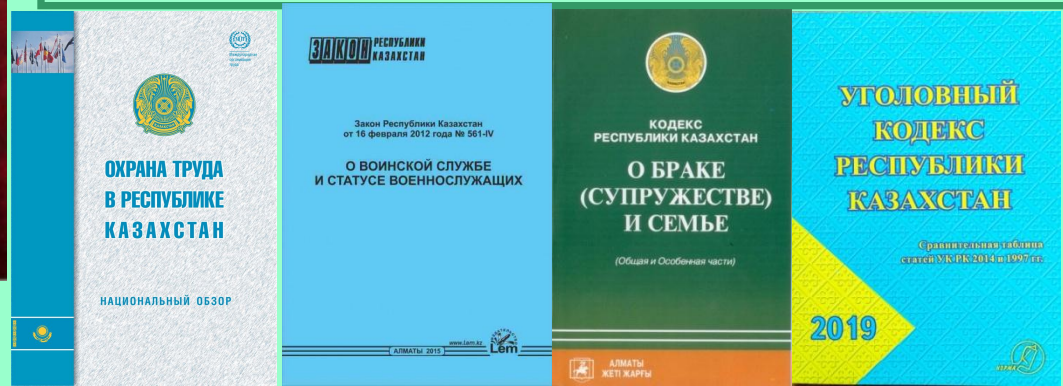 ОХРАНА ТРУДА
В РЕСПУБЛИКЕ
КАЗАХСТАН
НАЦИОНАЛЬНЫЙ ОБЗОР
ЗАКОН РЕСПУБЛИКИ
КАЗАХСТАН
Закон Республики Казахстан
от 16 февраля 2012 года № 561-IV
О ВОИНСКОЙ СЛУЖБЕ
И СТАТУСЕ ВОЕННОСЛУЖАЩИХ
www.Lem.kz
АЛМАТЫ 2015
Lem
КОДЕКС
РЕСПУБЛИКИ КАЗАХСТАН
О БРАКЕ
(СУПРУЖЕСТВЕ)
И СЕМЬЕ
(Общая и Особенная части)
АЛМАТЫ
ЖЕТІ ЖАРҒЫ
УГОЛОВНЫЙ
КОДЕКС
РЕСПУБЛИКИ
КАЗАХСТАН
Сравнительная таблица
статей УК РК 2014 и 1997 гг.
2019
НОРМА